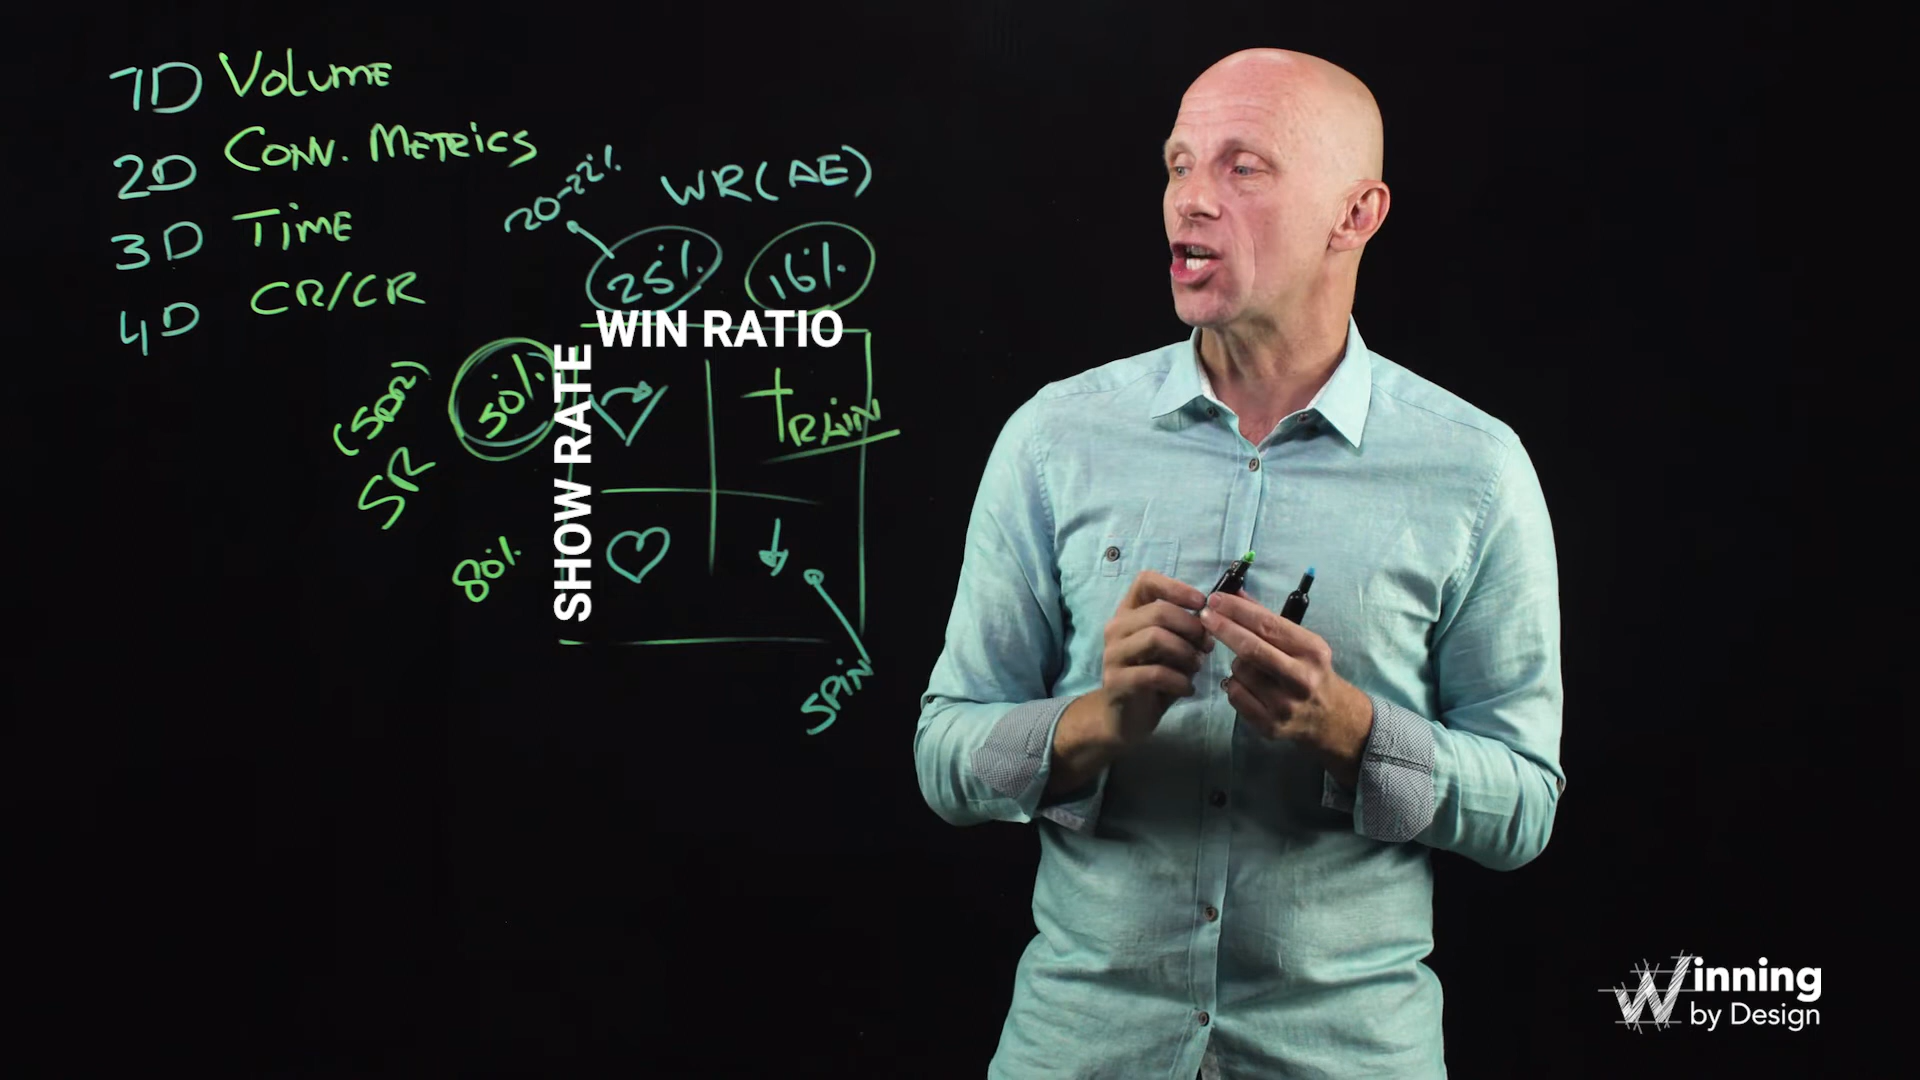 1D VOLUME
2D CONV. METRICS
3D TIME
4D CR/CR
20-22%
WR(AE)
25% 16%
WIN RATIO
SHOW RATE
(SDR)
SR
50%
80%
TRAIN
SPIN
Winning
by Design